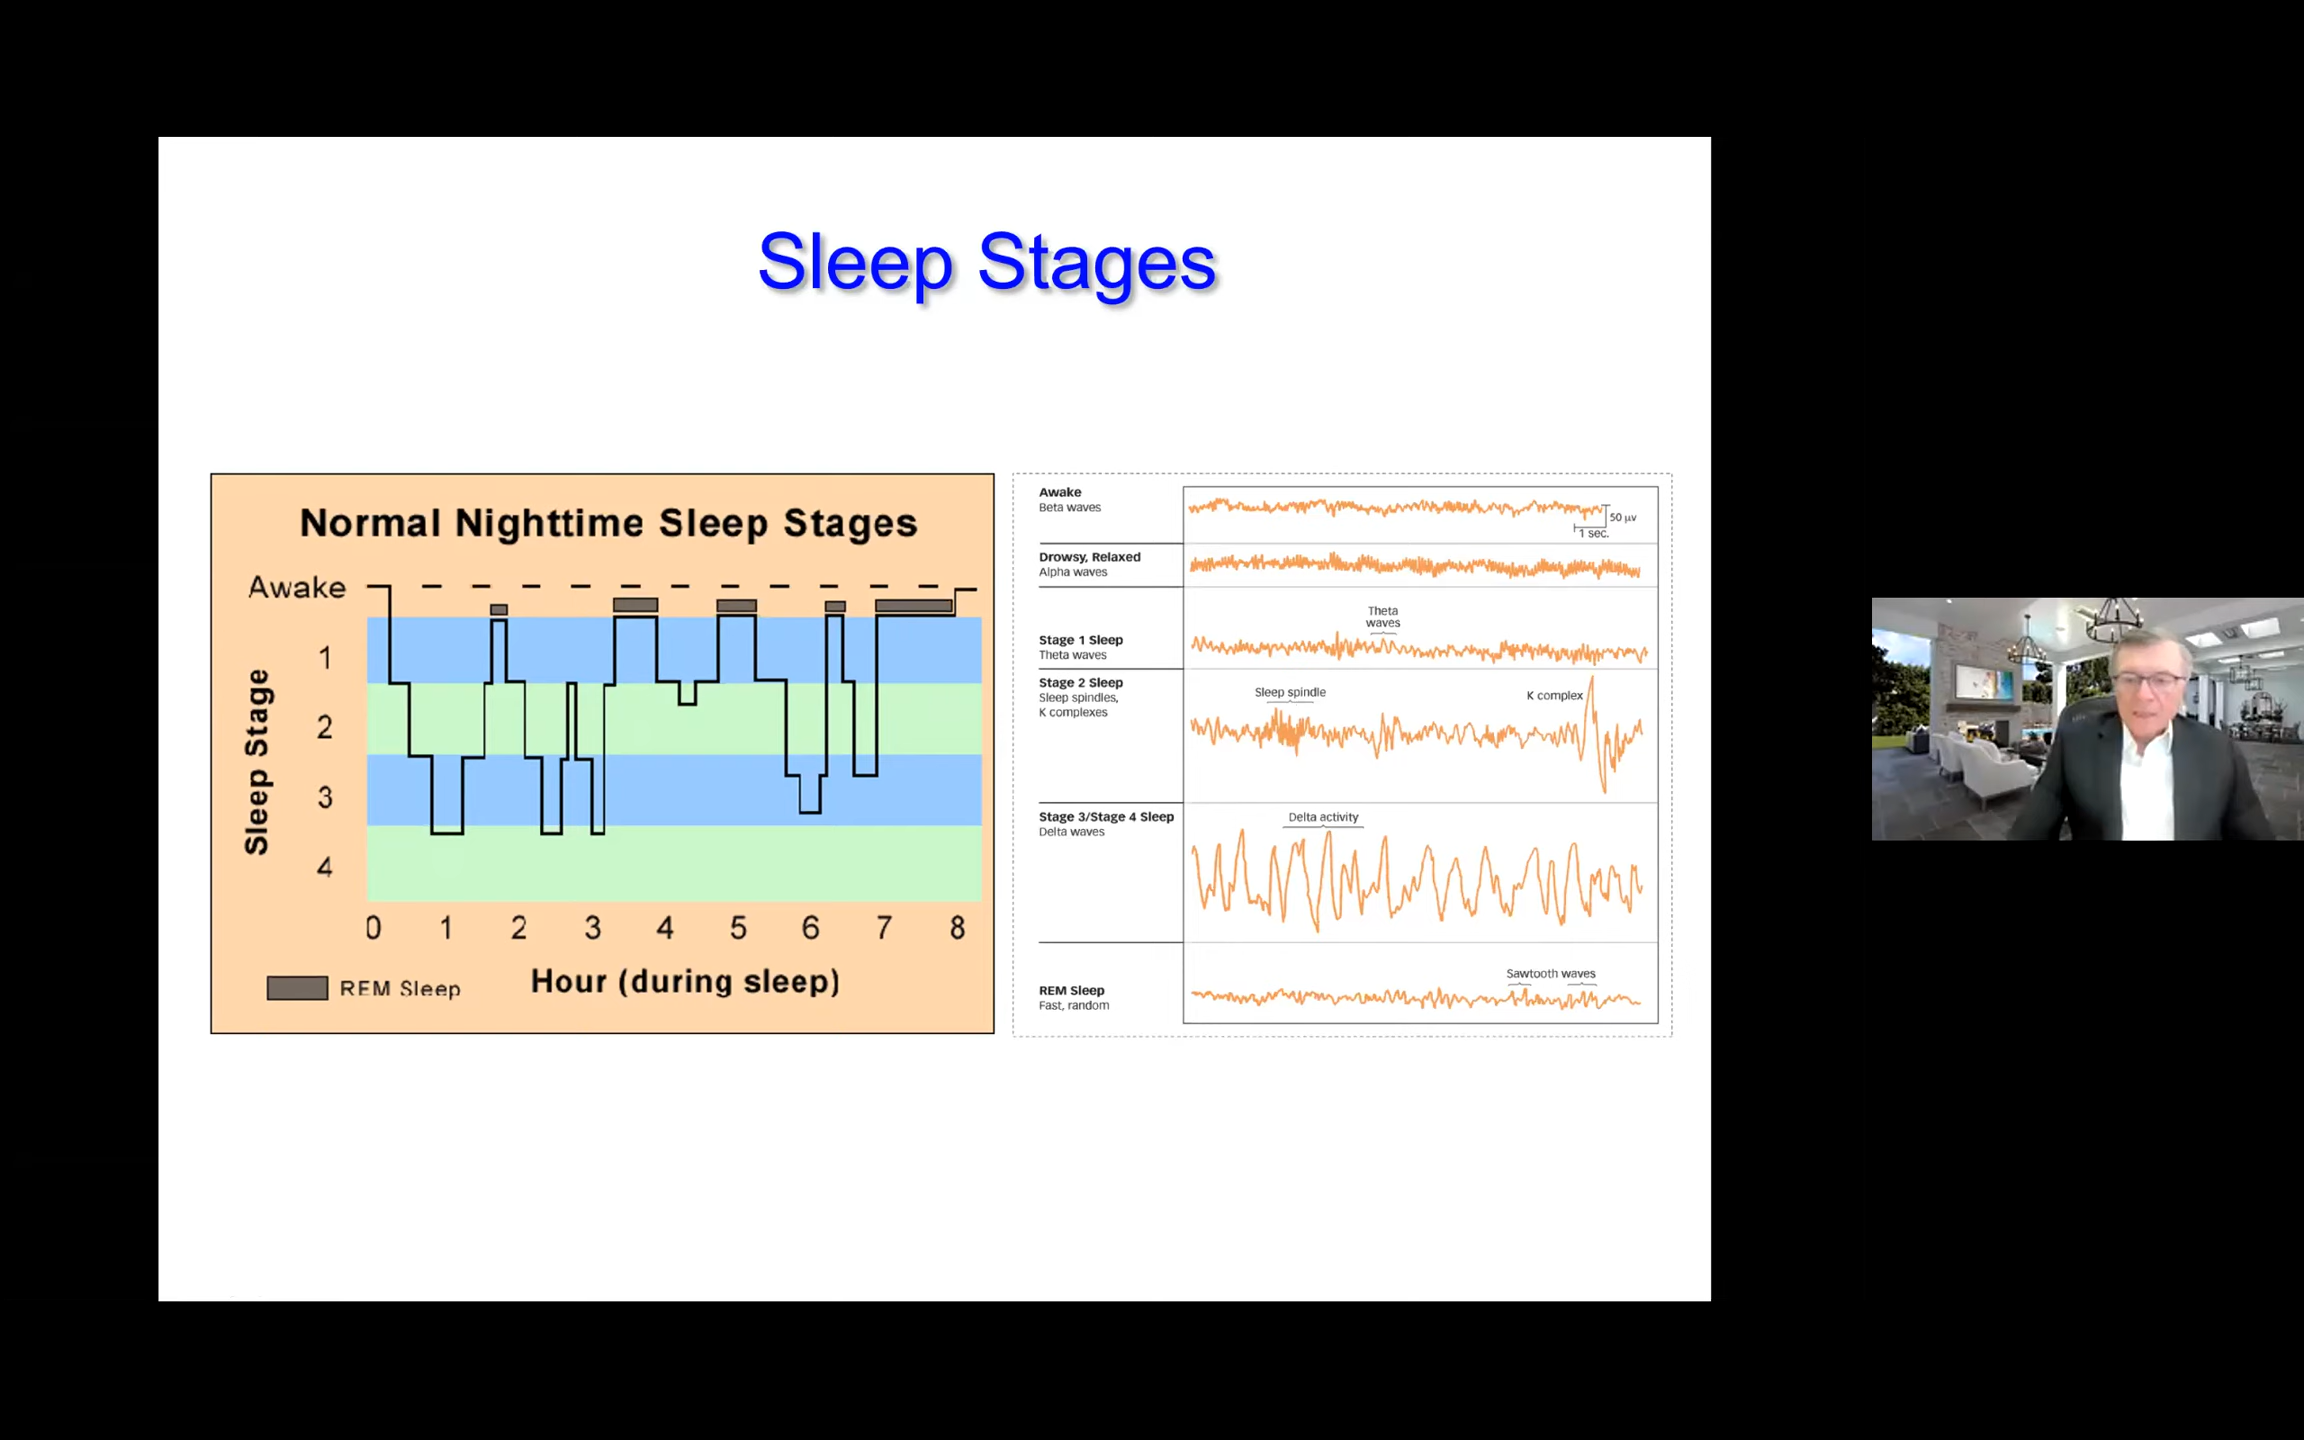 Sleep Stages
Normal Nighttime Sleep Stages
Awake
1
2
3
4
Sleep Stage
0 1 2 3 4 5 6 7 8
REM Sleep
Hour (during sleep)
Awake
Beta waves
50 μv
1 sec.
Drowsy, Relaxed
Alpha waves
Theta
waves
Stage 1 Sleep
Theta waves
Stage 2 Sleep
Sleep spindles,
K complexes
Sleep spindle
K complex
Stage 3/Stage 4 Sleep
Delta waves
Delta activity
REM Sleep
Fast, random
Sawtooth waves